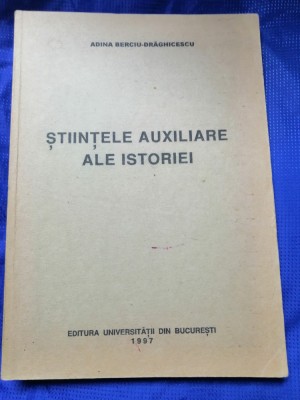 ADINA BERCIU-DRĂGHICESCU
ȘTIINȚELE AUXILIARE
ALE ISTORIEI
EDITURA UNIVERSITĂȚII DIN BUCUREȘTI
1997